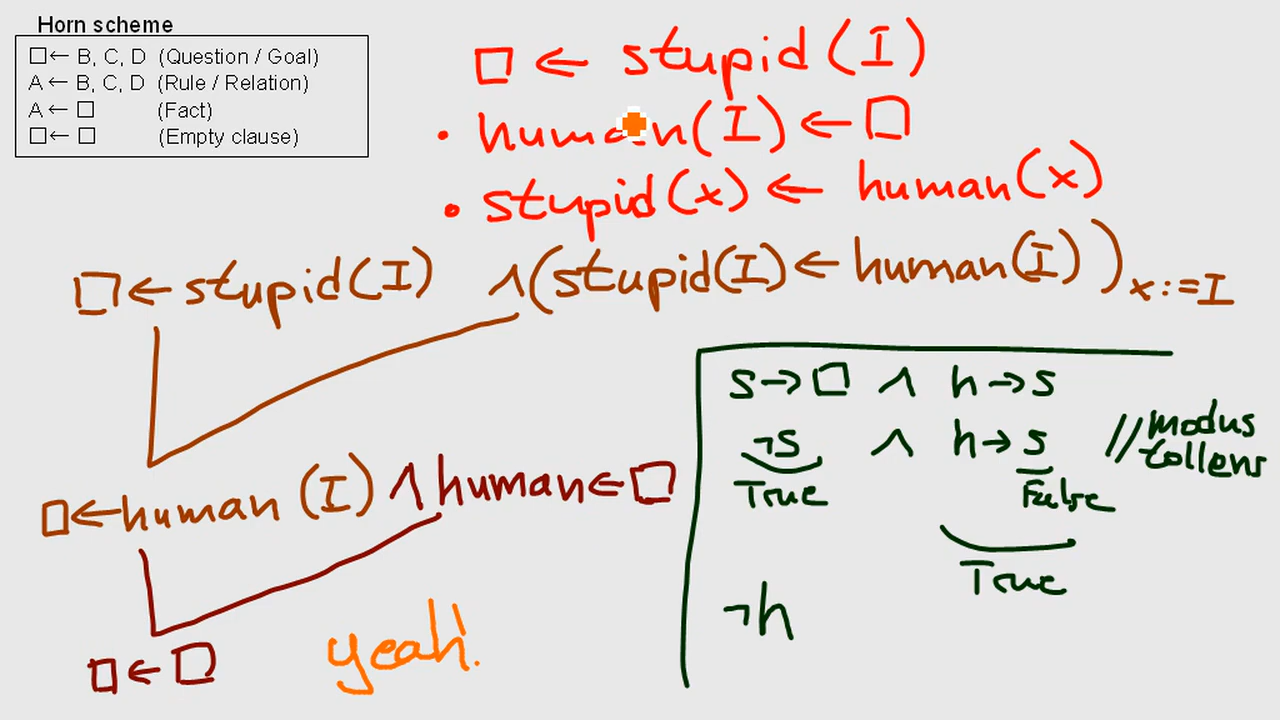 Horn scheme
□ ← B, C, D (Question / Goal)
A ← B, C, D (Rule / Relation)
A ← □ (Fact)
□ ← □ (Empty clause)
□ ← stupid (I)
• human(I) ← □
• stupid(x) ← human(x)
□ ← stupid(I) ∧ (stupid(I) ← human(I))x:=I
s → □ ∧ h → s
¬s ∧ h → s // modus tollens
True False
True
¬h
□ ← human (I) ∧ human ← □
□ ← □
yeah!